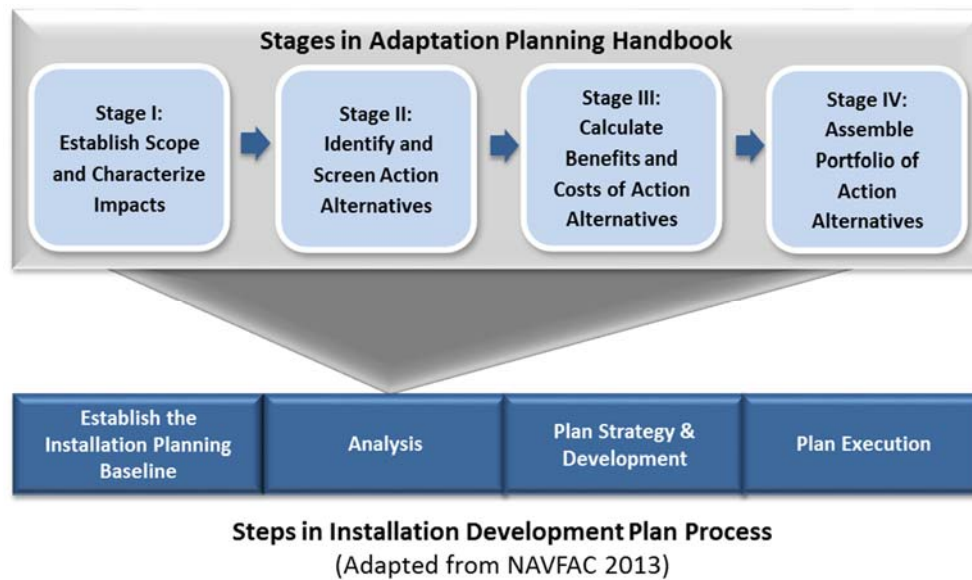 Stages in Adaptation Planning Handbook
Stage I:
Establish Scope
and Characterize
Impacts
Stage II:
Identify and
Screen Action
Alternatives
Stage III:
Calculate
Benefits and
Costs of Action
Alternatives
Stage IV:
Assemble
Portfolio of
Action
Alternatives
Establish the
Installation Planning
Baseline
Analysis
Plan Strategy &
Development
Plan Execution
Steps in Installation Development Plan Process
(Adapted from NAVFAC 2013)